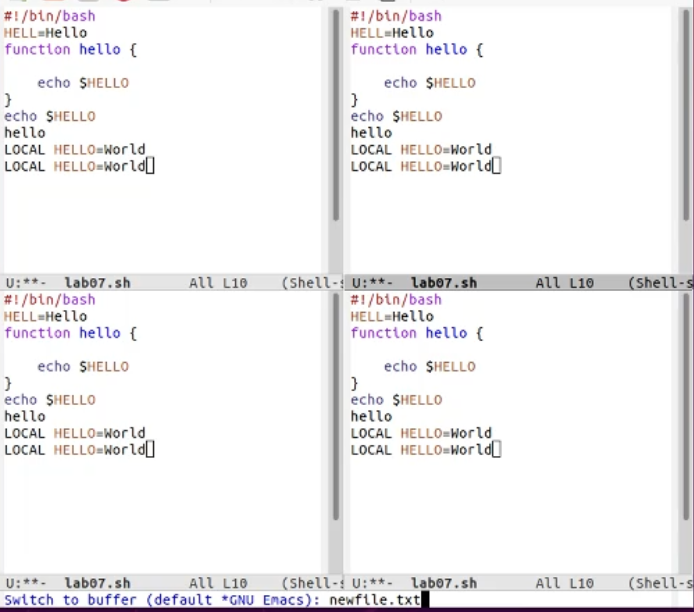 #!/bin/bash
HELL=Hello
function hello {
    echo $HELLO
}
echo $HELLO
hello
LOCAL HELLO=World
LOCAL HELLO=World
U:**-  lab07.sh       All L10    (Shell-s
#!/bin/bash
HELL=Hello
function hello {
    echo $HELLO
}
echo $HELLO
hello
LOCAL HELLO=World
LOCAL HELLO=World
U:**-  lab07.sh       All L10    (Shell-s
#!/bin/bash
HELL=Hello
function hello {
    echo $HELLO
}
echo $HELLO
hello
LOCAL HELLO=World
LOCAL HELLO=World
U:**-  lab07.sh       All L10    (Shell-s
#!/bin/bash
HELL=Hello
function hello {
    echo $HELLO
}
echo $HELLO
hello
LOCAL HELLO=World
LOCAL HELLO=World
U:**-  lab07.sh       All L10    (Shell-s
Switch to buffer (default *GNU Emacs): newfile.txt